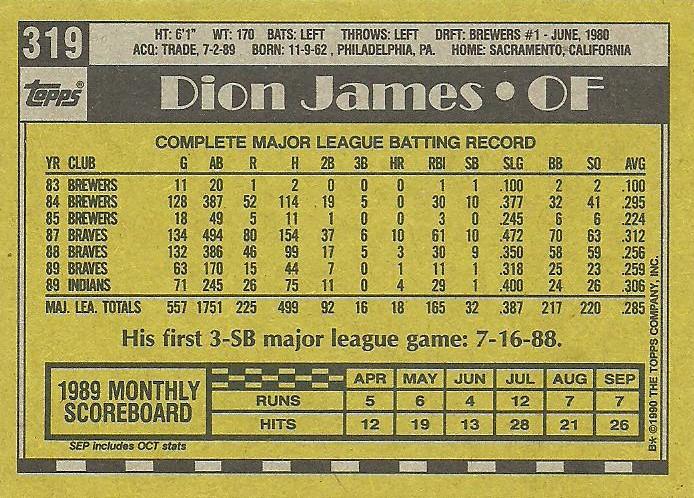 319
HT: 6'1" WT: 170 BATS: LEFT THROWS: LEFT DRFT: BREWERS #1 - JUNE, 1980
ACQ: TRADE, 7-2-89 BORN: 11-9-62, PHILADELPHIA, PA. HOME: SACRAMENTO, CALIFORNIA
TOPPS® Dion James • OF
COMPLETE MAJOR LEAGUE BATTING RECORD
YR CLUB G AB R H 2B 3B HR RBI SB SLG BB SO AVG
83 BREWERS 11 20 1 2 0 0 0 1 1 .100 2 2 .100
84 BREWERS 128 387 52 114 19 5 0 30 10 .377 32 41 .295
85 BREWERS 18 49 5 11 1 0 0 3 0 .245 6 6 .224
87 BRAVES 134 494 80 154 37 6 10 61 10 .472 70 63 .312
88 BRAVES 132 386 46 99 17 5 3 30 9 .350 58 59 .256
89 BRAVES 63 170 15 44 7 0 1 11 1 .318 25 23 .259
89 INDIANS 71 245 26 75 11 0 4 29 1 .400 24 26 .306
MAJ. LEA. TOTALS 557 1751 225 499 92 16 18 165 32 .387 217 220 .285
His first 3-SB major league game: 7-16-88.
1989 MONTHLY SCOREBOARD
APR MAY JUN JUL AUG SEP
RUNS 5 6 4 12 7 7
HITS 12 19 13 28 21 26
SEP includes OCT stats
B* ©1990 THE TOPPS COMPANY, INC.